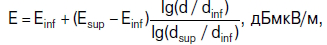 E = E_inf + (E_sup − E_inf) lg(d / d_inf) / lg(d_sup / d_inf), дБмкВ/м,